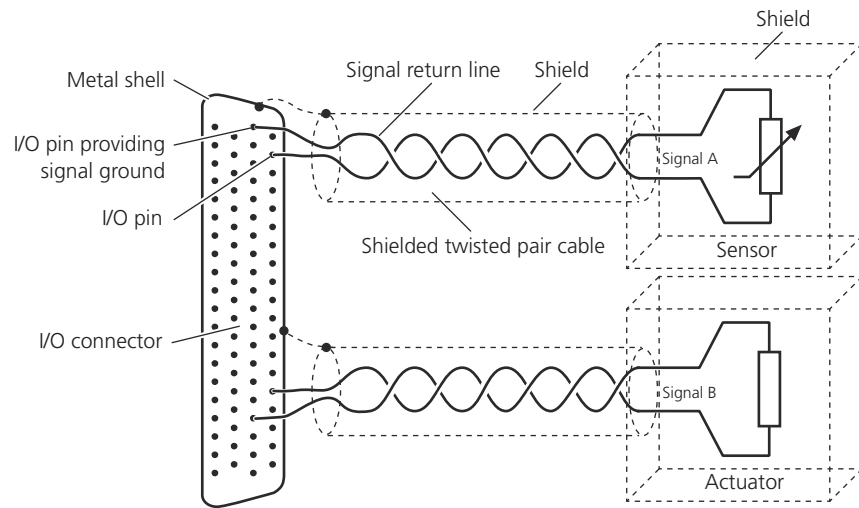 Shield
Signal return line
Shield
Metal shell
I/O pin providing
signal ground
Signal A
I/O pin
Shielded twisted pair cable
Sensor
I/O connector
Signal B
Actuator